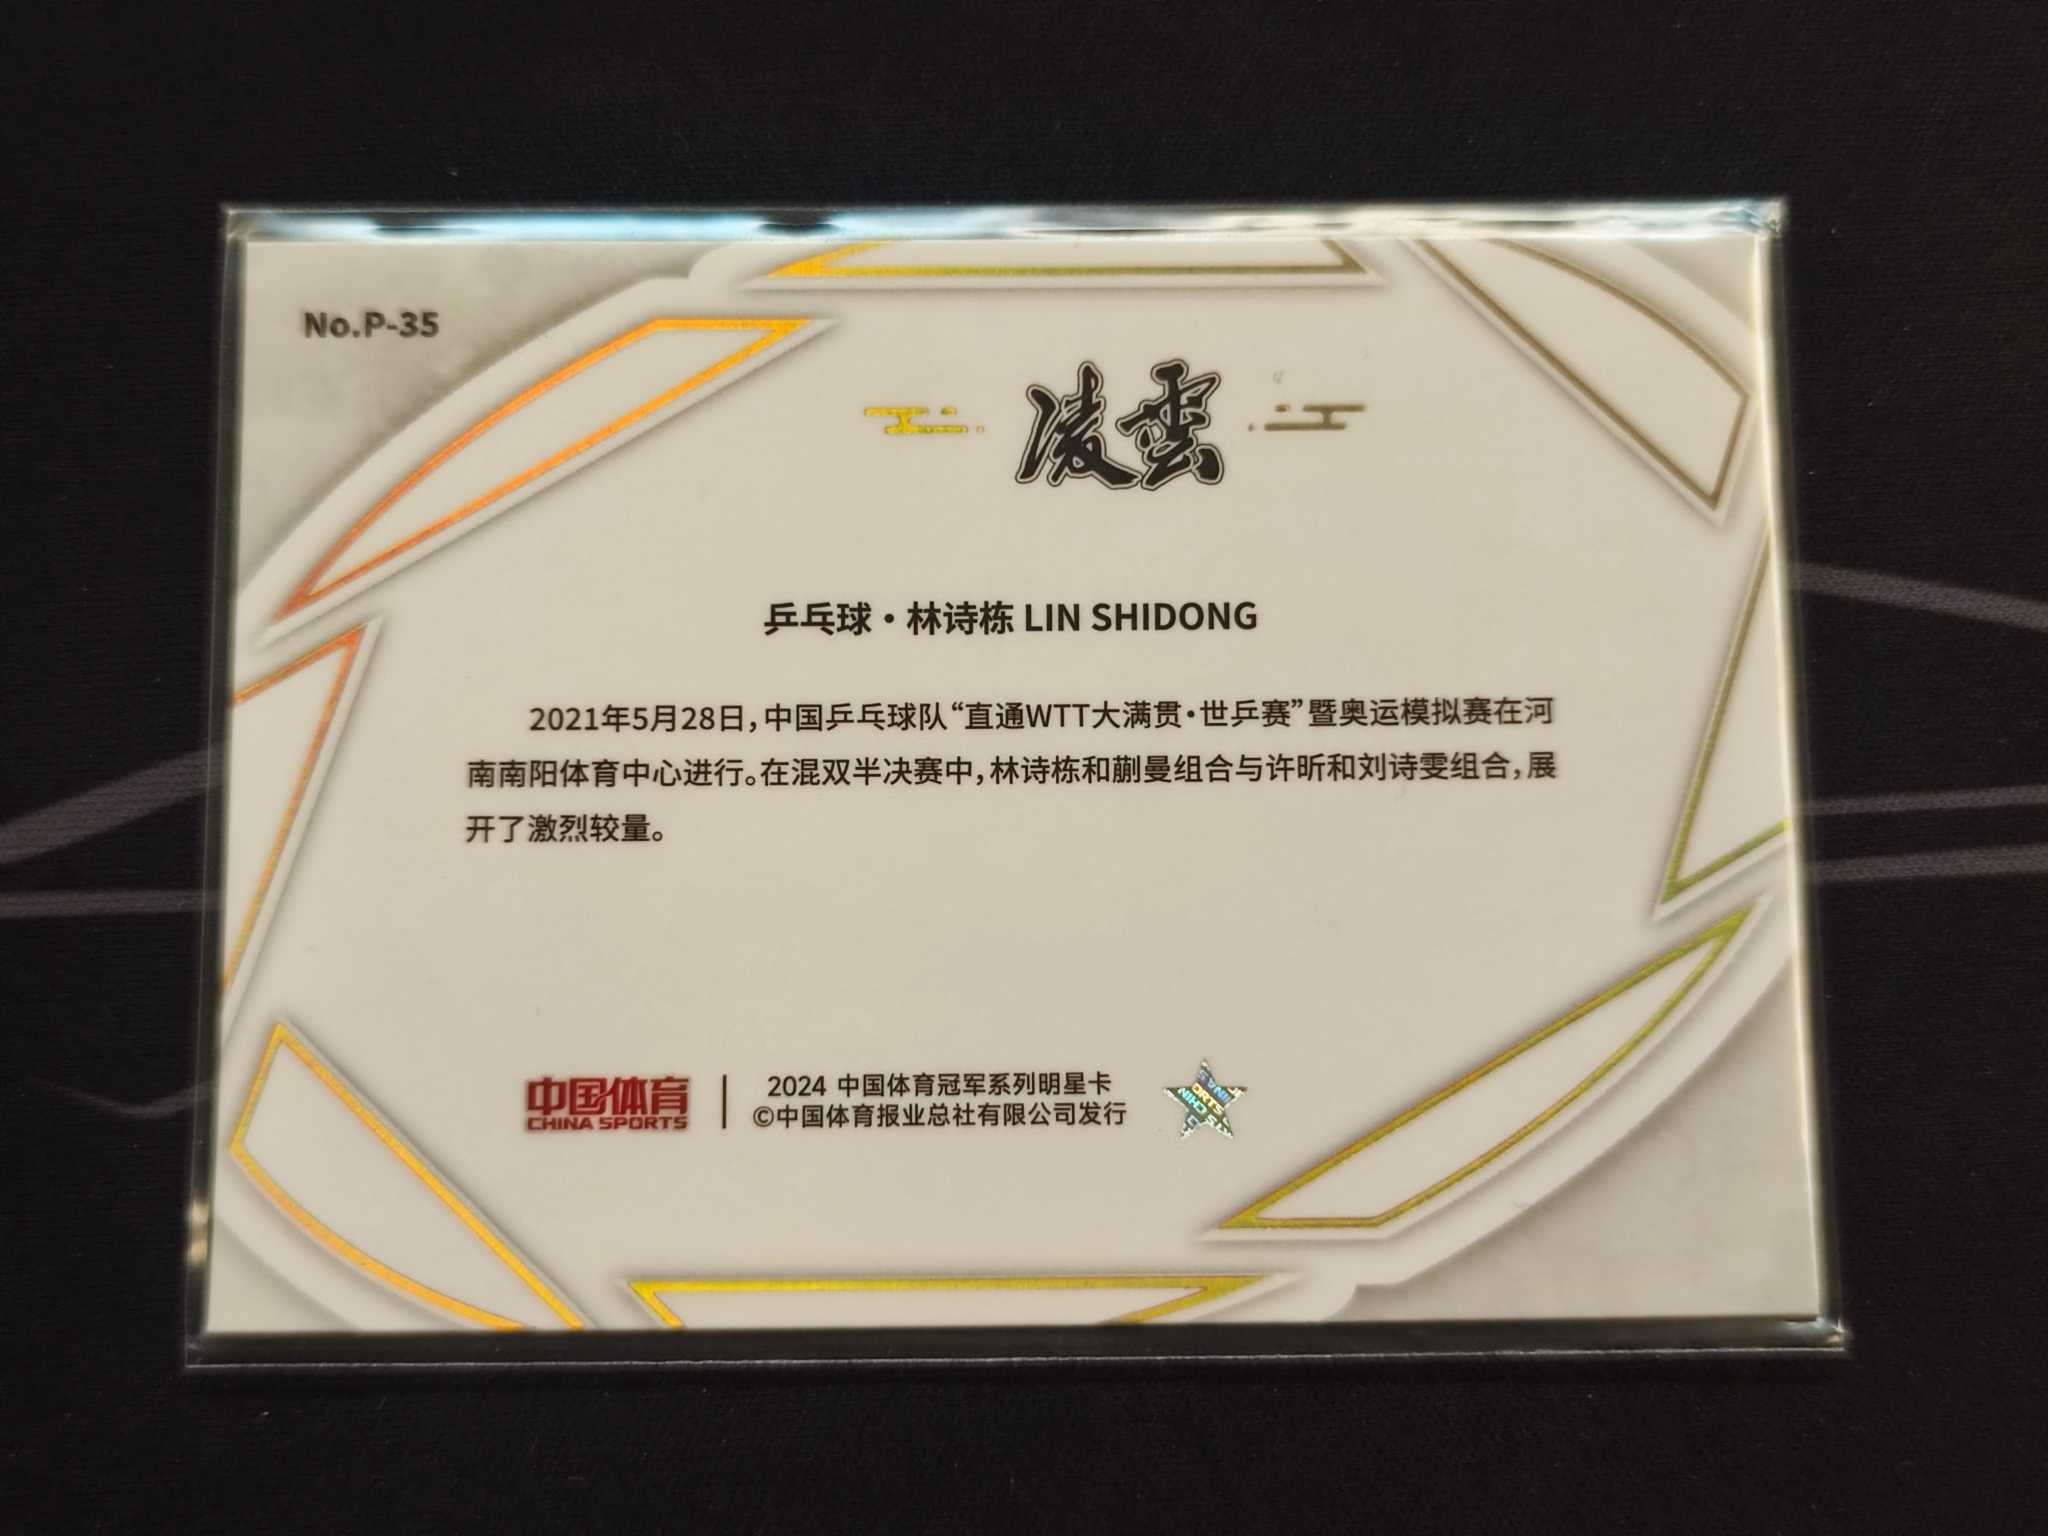 No.P-35
凌雲
乒乓球·林诗栋 LIN SHIDONG
2021年5月28日，中国乒乓球队“直通WTT大满贯·世乒赛”暨奥运模拟赛在河
南南阳体育中心进行。在混双半决赛中，林诗栋和蒯曼组合与许昕和刘诗雯组合，展
开了激烈较量。
中国体育
CHINA SPORTS
2024 中国体育冠军系列明星卡
©中国体育报业总社有限公司发行